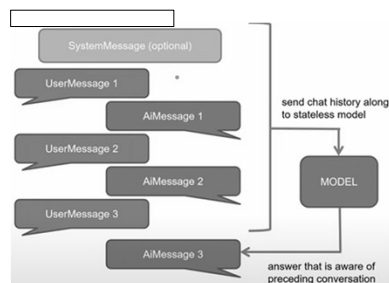 SystemMessage (optional)
UserMessage 1
AiMessage 1
send chat history along
to stateless model
UserMessage 2
AiMessage 2
MODEL
UserMessage 3
AiMessage 3
answer that is aware of
preceding conversation